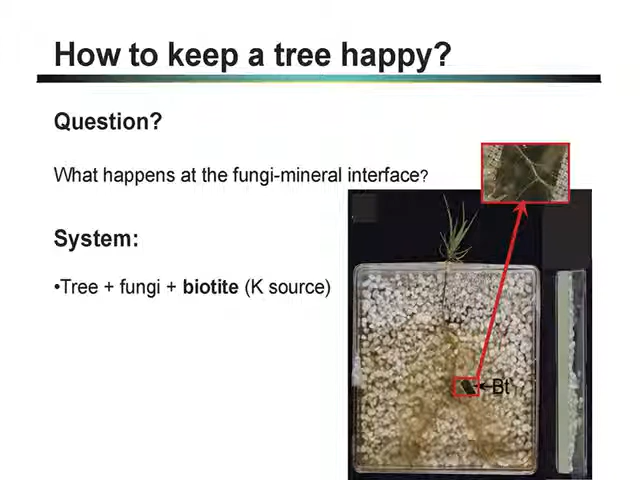 How to keep a tree happy?
Question?
What happens at the fungi-mineral interface?
System:
•Tree + fungi + biotite (K source)
Bt